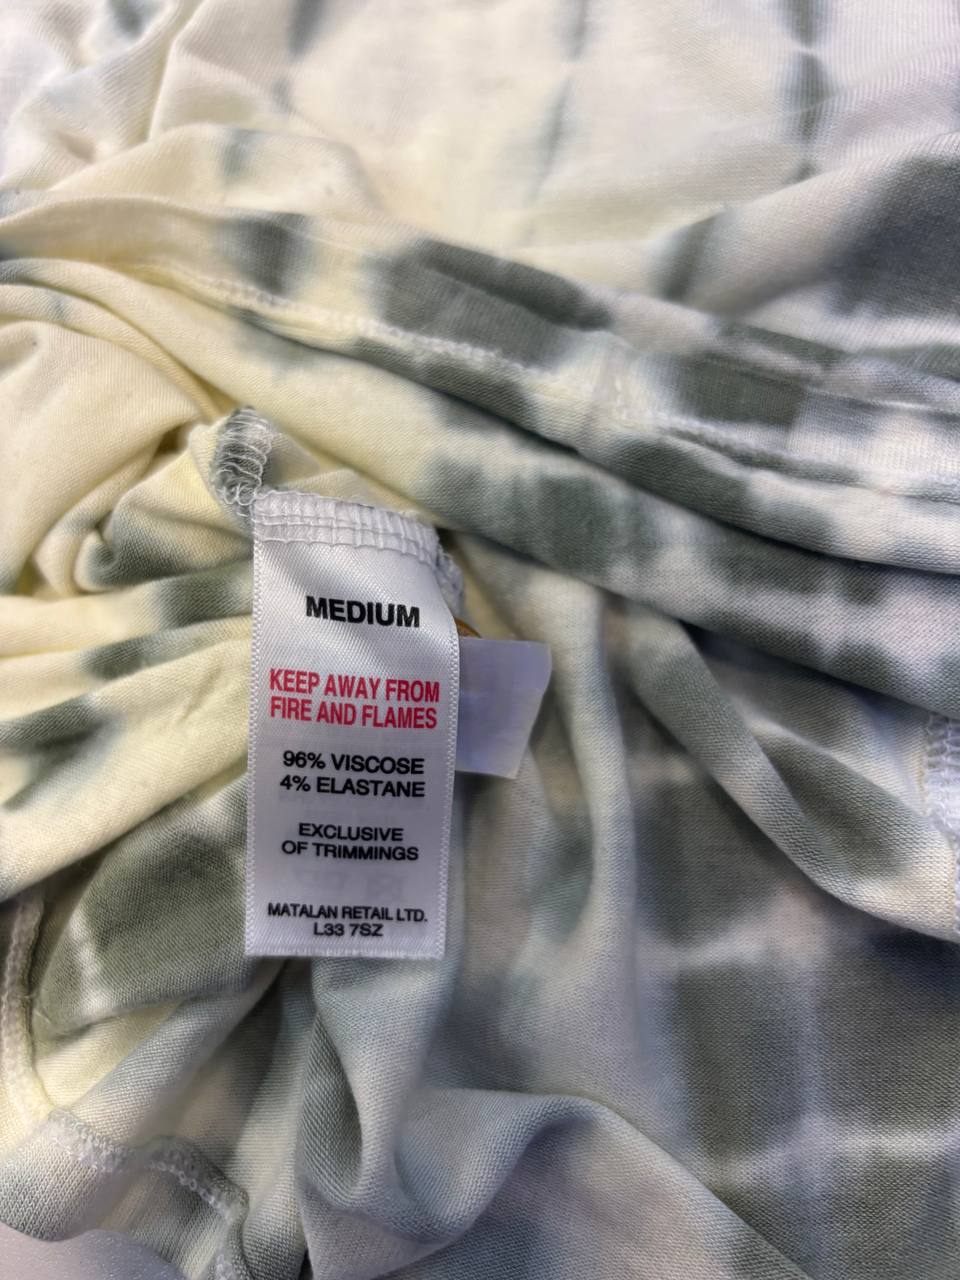 MEDIUM
KEEP AWAY FROM
FIRE AND FLAMES
96% VISCOSE
4% ELASTANE
EXCLUSIVE
OF TRIMMINGS
MATALAN RETAIL LTD.
L33 7SZ